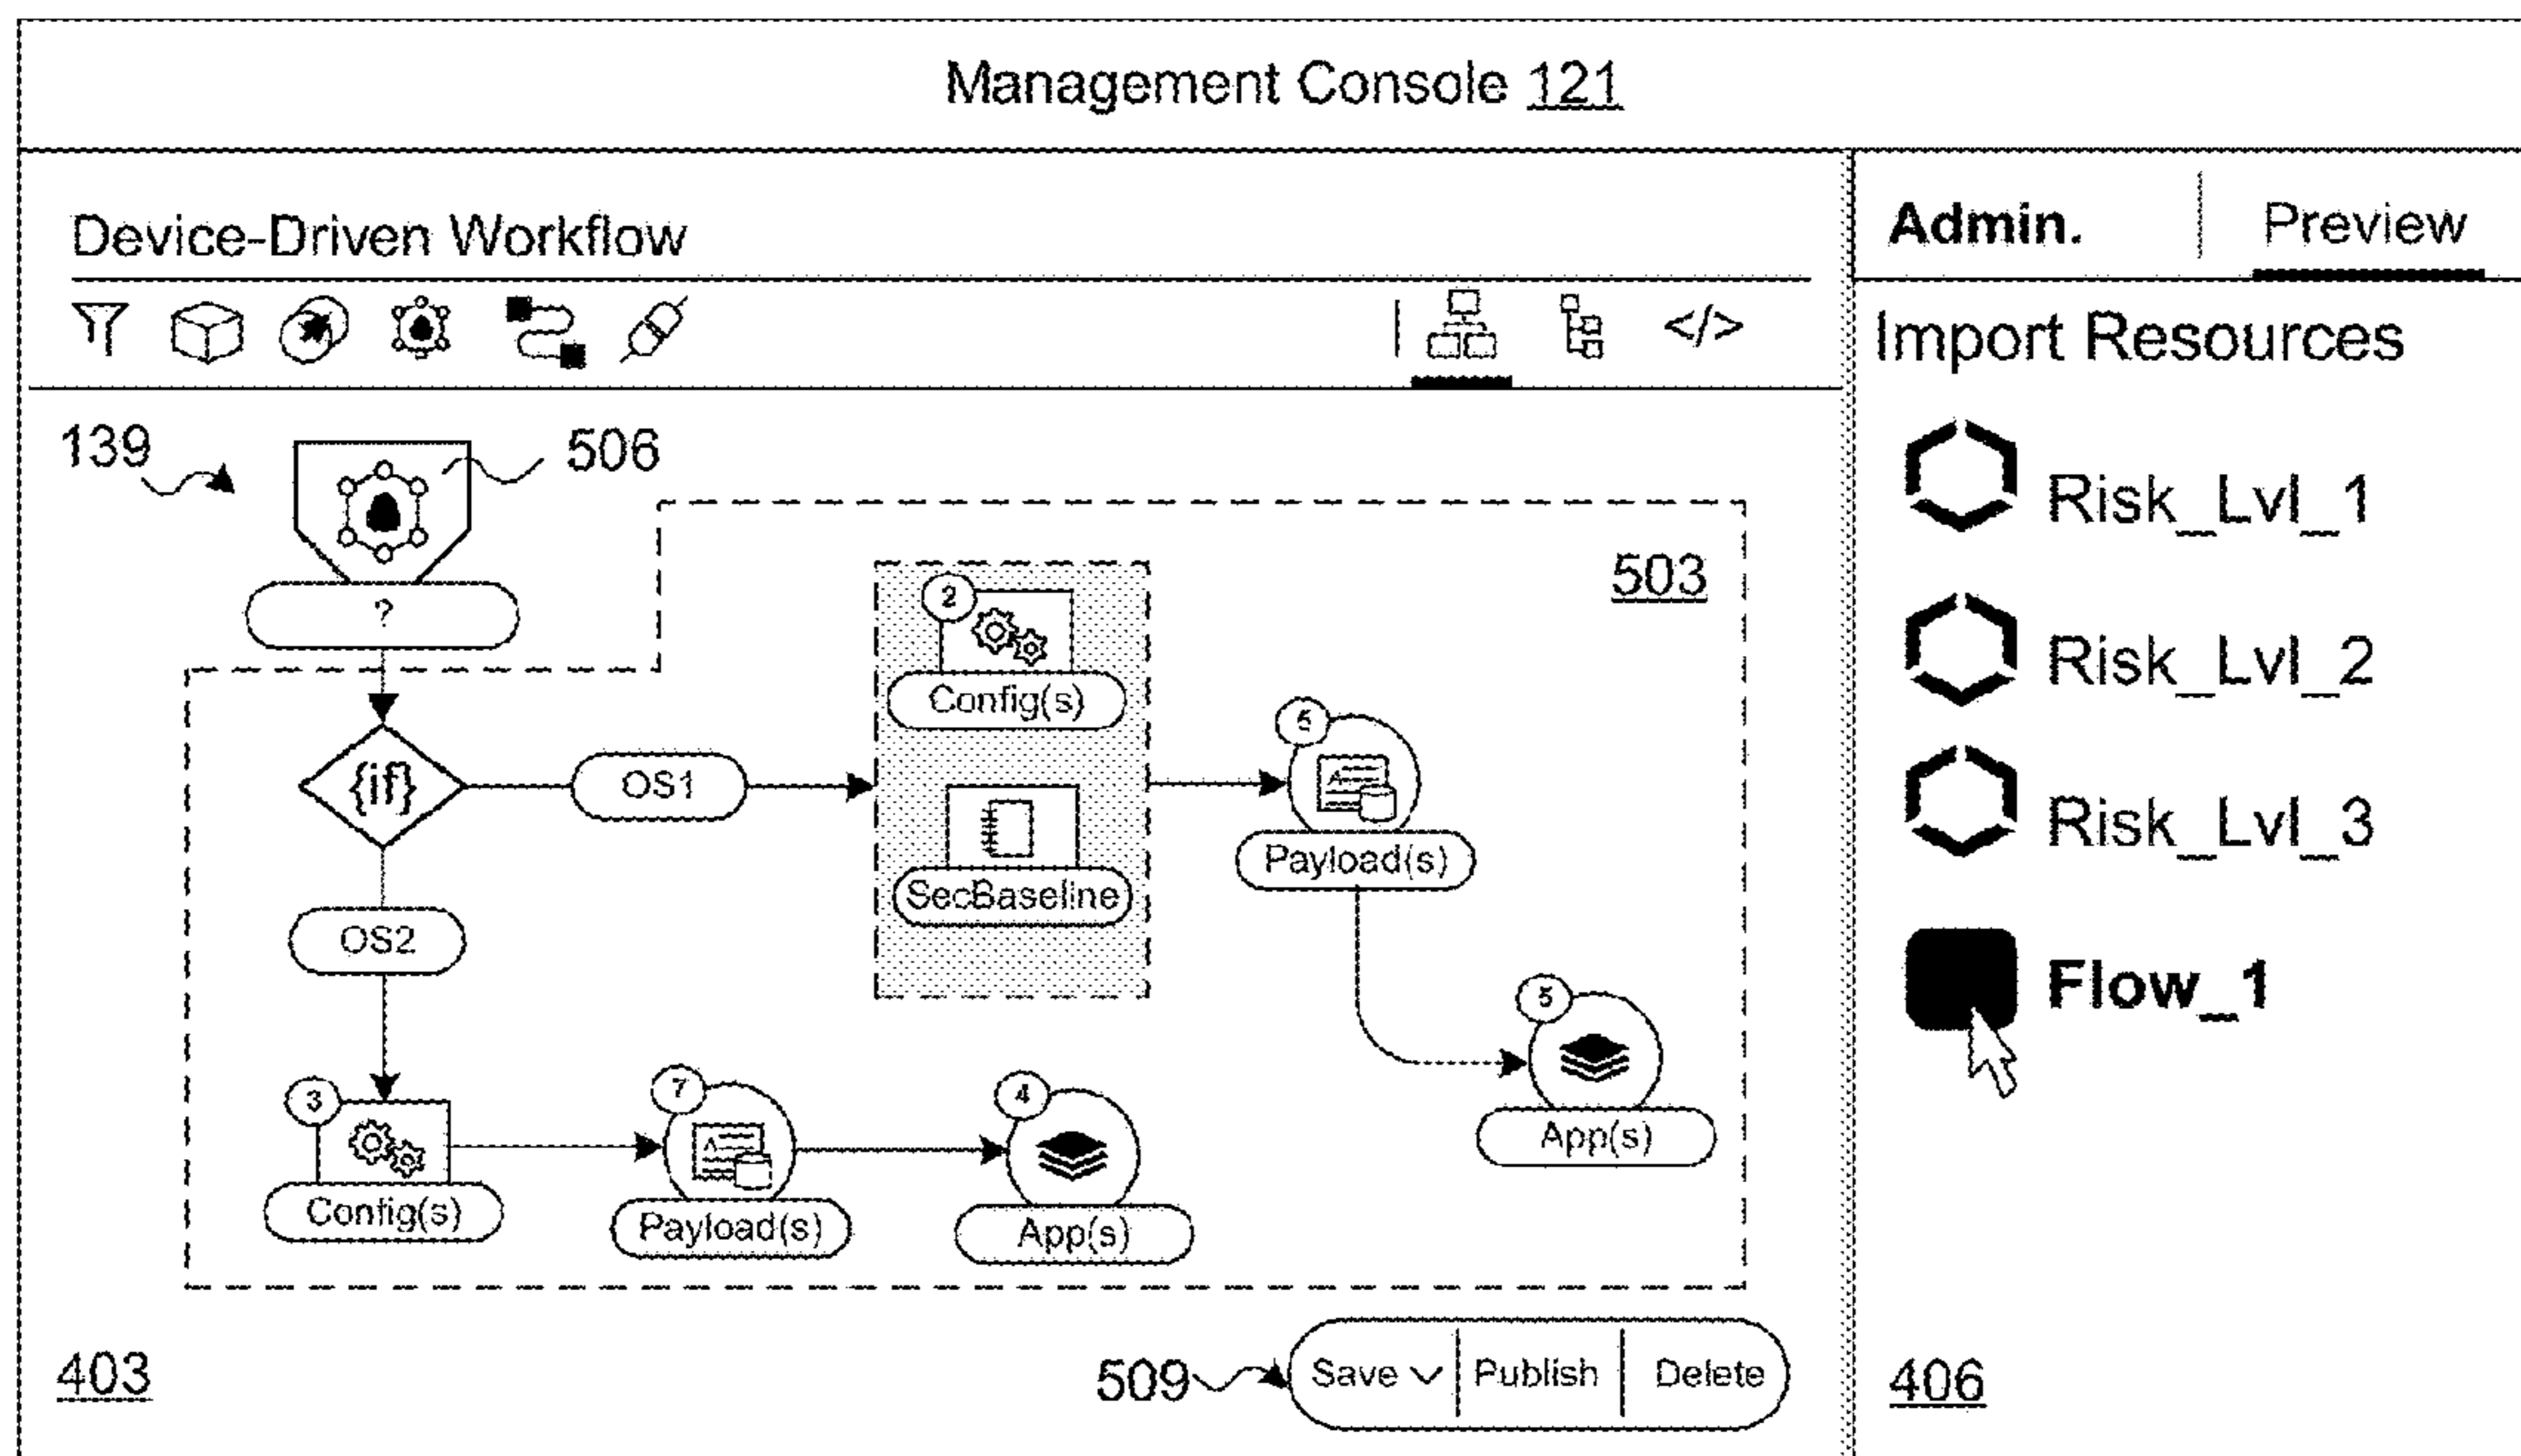 Management Console 121
Device-Driven Workflow
Admin. Preview
</>
Import Resources
139
506
?
503
2
Config(s)
SecBaseline
{if}
OS1
5
Payload(s)
OS2
5
App(s)
3
Config(s)
7
Payload(s)
4
App(s)
Risk_Lvl_1
Risk_Lvl_2
Risk_Lvl_3
Flow_1
403
509
Save Publish Delete
406